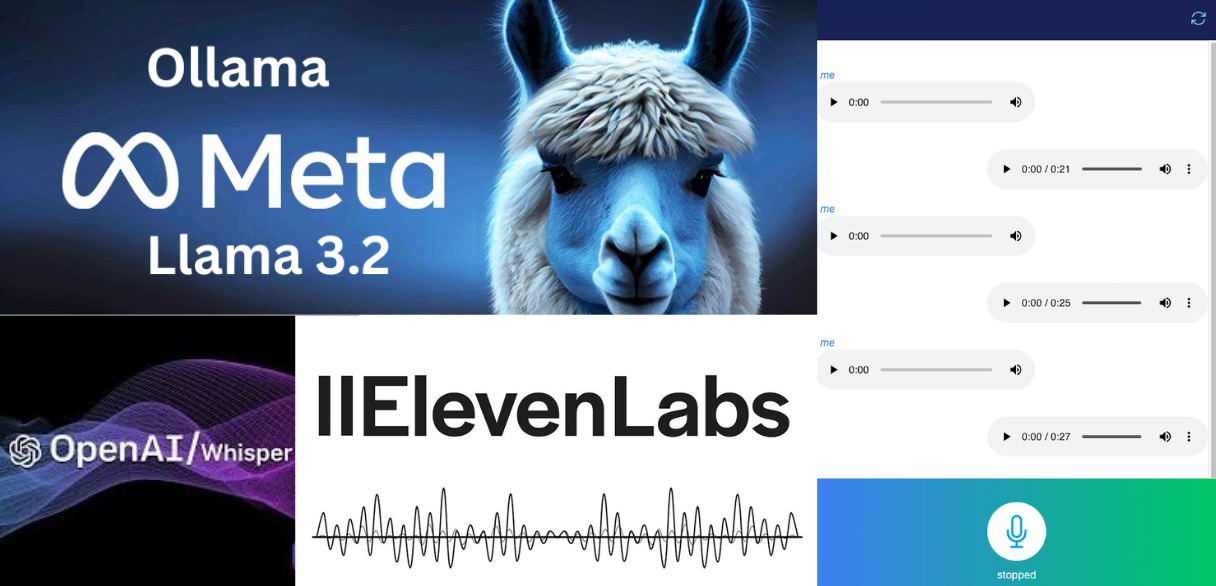 Ollama
Meta
Llama 3.2
OpenAI/Whisper
IIElevenLabs
me
0:00
0:00 / 0:21
me
0:00
0:00 / 0:25
me
0:00
0:00 / 0:27
stopped